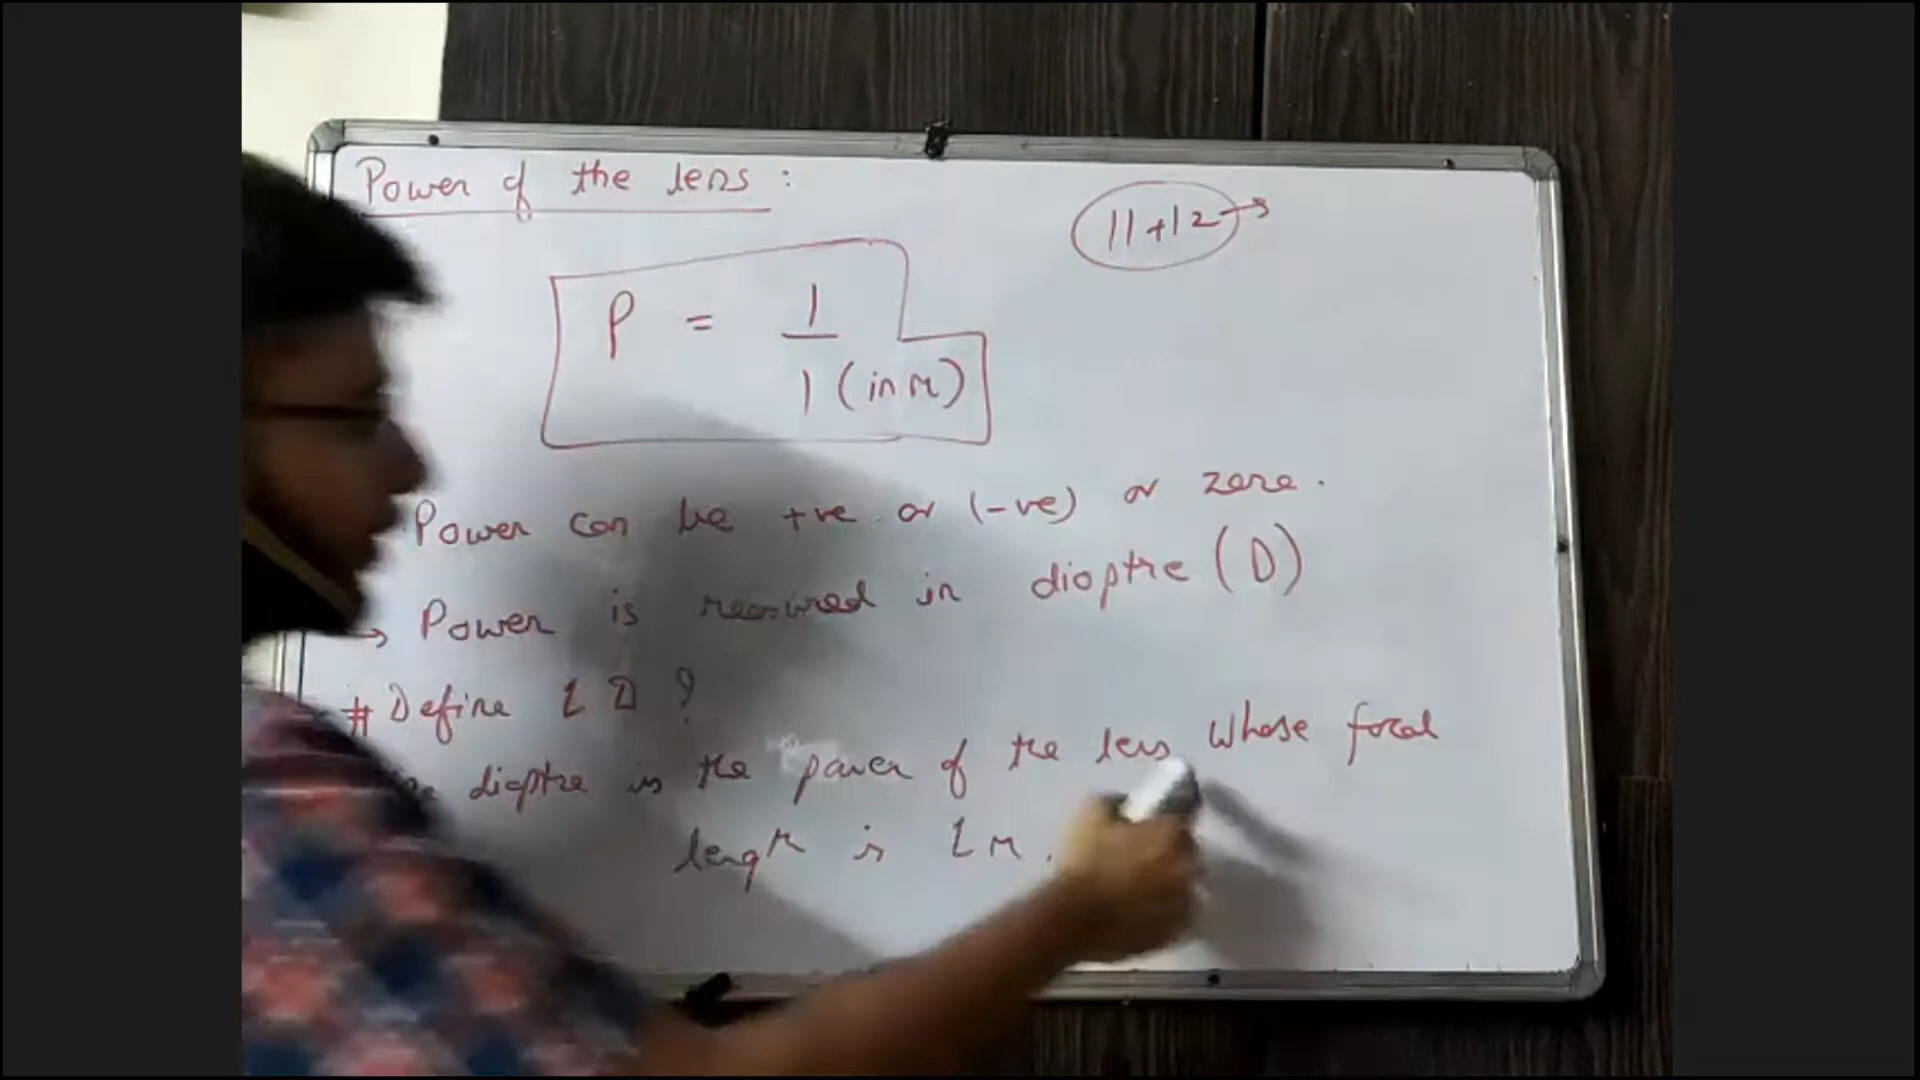 Power of the lens :
11+12 →
P = 1 / 1 (in m)
Power can be +ve or (-ve) or zero.
→ Power is measured in dioptre (D)
# Define 1 D ?
dioptre is the power of the lens whose focal
length is 1 m.